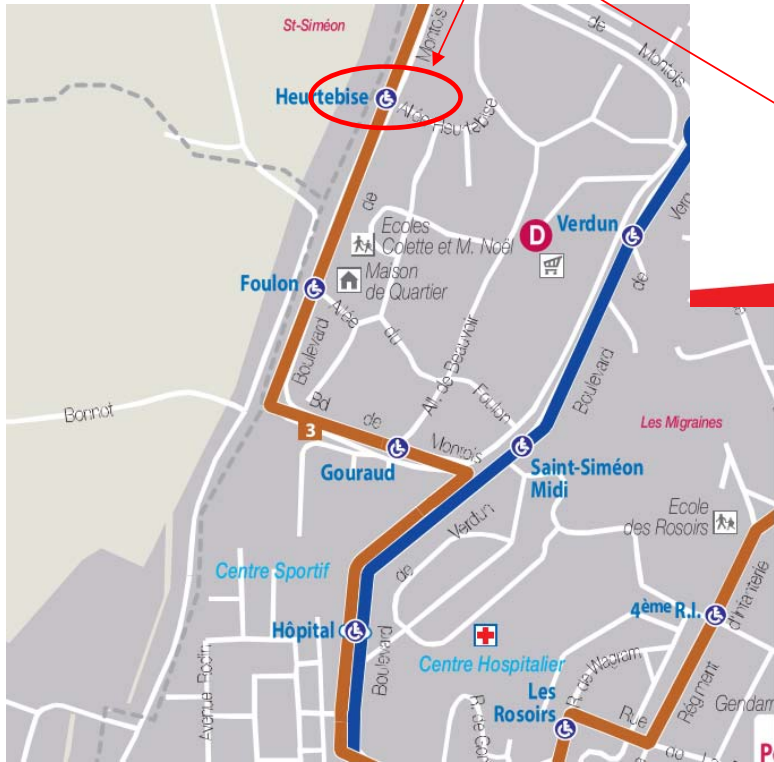 St-Siméon
Montois
de
Montois
Heurtebise
Allée Heurtebise
de
Ecoles
Colette et M. Noël
D
Verdun
de
Foulon
Maison
de Quartier
Allée
du
Foulon
Boulevard
All. de Beauvoir
Boulevard
Bonnot
Bd
de
Montois
3
Gouraud
Les Migraines
Saint-Siméon
Midi
Ecole
des Rosoirs
Verdun
de
Boulevard
Centre Sportif
4ème R.I.
d'Infanterie
Régiment
Rue
Hôpital
Centre Hospitalier
Avenue Rodin
R. de Wagram
Les
Rosoirs